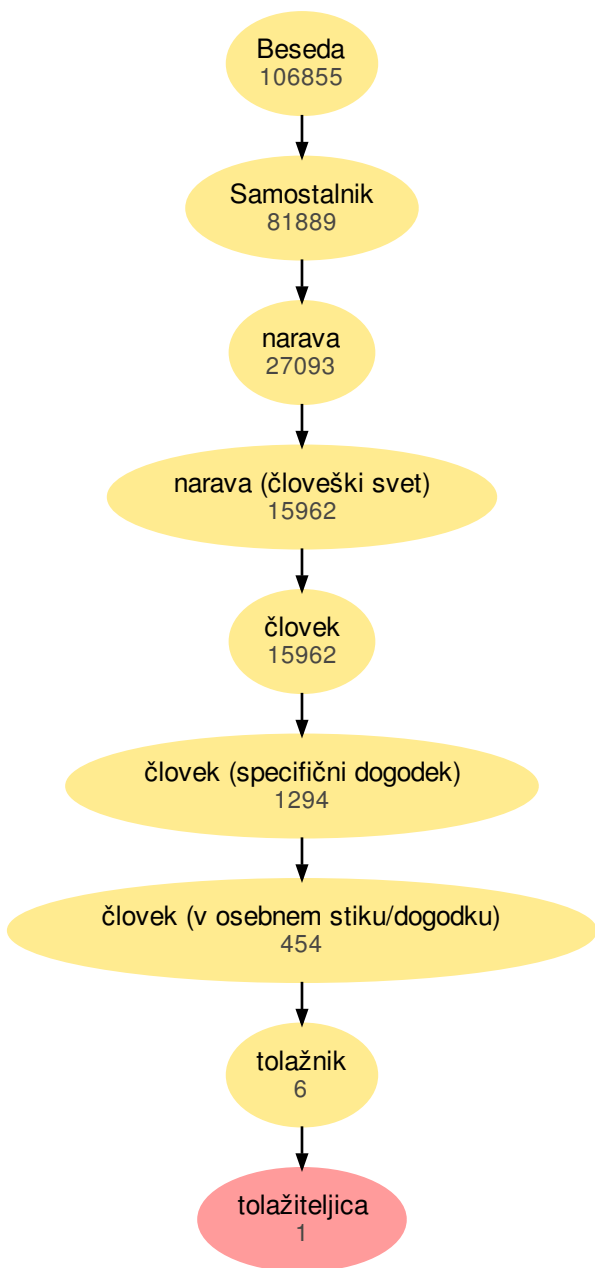 Beseda
106855
Samostalnik
81889
narava
27093
narava (človeški svet)
15962
človek
15962
človek (specifični dogodek)
1294
človek (v osebnem stiku/dogodku)
454
tolažnik
6
tolažiteljica
1